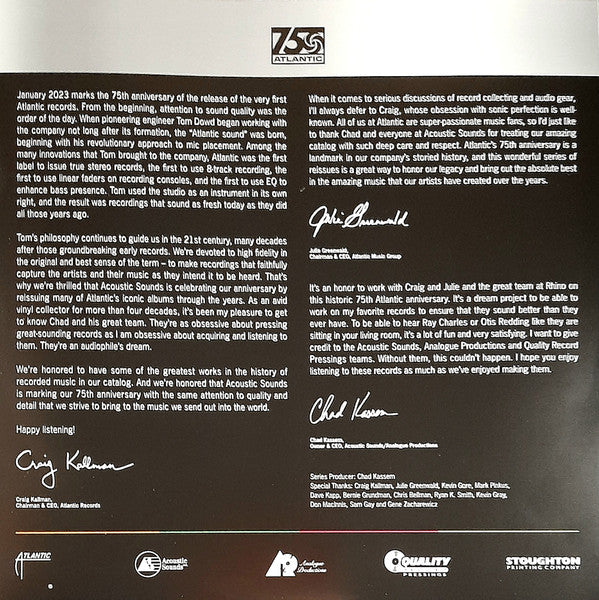 75
ATLANTIC
January 2023 marks the 75th anniversary of the release of the very first
Atlantic records. From the beginning, attention to sound quality was the
order of the day. When pioneering engineer Tom Dowd began working with
the company not long after its formation, the "Atlantic sound" was born,
beginning with his revolutionary approach to mic placement. Among the
many innovations that Tom brought to the company, Atlantic was the first
label to issue true stereo records, the first to use 8-track recording, the
first to use linear faders on recording consoles, and the first to use EQ to
enhance bass presence. Tom used the studio as an instrument in its own
right, and the result was recordings that sound as fresh today as they did
all those years ago.
Tom's philosophy continues to guide us in the 21st century, many decades
after those groundbreaking early records. We're devoted to high fidelity in
the original and best sense of the term – to make recordings that faithfully
capture the artists and their music as they intend it to be heard. That's
why we're thrilled that Acoustic Sounds is celebrating our anniversary by
reissuing many of Atlantic's iconic albums through the years. As an avid
vinyl collector for more than four decades, it's been my pleasure to get
to know Chad and his great team. They're as obsessive about pressing
great-sounding records as I am obsessive about acquiring and listening to
them. They're an audiophile's dream.
We're honored to have some of the greatest works in the history of
recorded music in our catalog. And we're honored that Acoustic Sounds
is marking our 75th anniversary with the same attention to quality and
detail that we strive to bring to the music we send out into the world.
Happy listening!
Craig Kallman
Craig Kallman,
Chairman & CEO, Atlantic Records
When it comes to serious discussions of record collecting and audio gear,
I'll always defer to Craig, whose obsession with sonic perfection is well-
known. All of us at Atlantic are super-passionate music fans, so I'd just like
to thank Chad and everyone at Acoustic Sounds for treating our amazing
catalog with such deep care and respect. Atlantic's 75th anniversary is a
landmark in our company's storied history, and this wonderful series of
reissues is a great way to honor our legacy and bring out the absolute best
in the amazing music that our artists have created over the years.
Julie Greenwald
Julie Greenwald,
Chairman & CEO, Atlantic Music Group
It's an honor to work with Craig and Julie and the great team at Rhino on
this historic 75th Atlantic anniversary. It's a dream project to be able to
work on my favorite records to ensure that they sound better than they
ever have. To be able to hear Ray Charles or Otis Redding like they are
sitting in your living room, it's a lot of fun and very satisfying. I want to give
credit to the Acoustic Sounds, Analogue Productions and Quality Record
Pressings teams. Without them, this couldn't happen. I hope you enjoy
listening to these records as much as we've enjoyed making them.
Chad Kassem
Chad Kassem,
Owner & CEO, Acoustic Sounds/Analogue Productions
Series Producer: Chad Kassem
Special Thanks: Craig Kallman, Julie Greenwald, Kevin Gore, Mark Pinkus,
Dave Kapp, Bernie Grundman, Chris Bellman, Ryan K. Smith, Kevin Gray,
Don MacInnis, Sam Gay and Gene Zacharewicz
ATLANTIC
Acoustic
Sounds
Analogue
Productions
QUALITY
PRESSINGS
STOUGHTON
PRINTING COMPANY